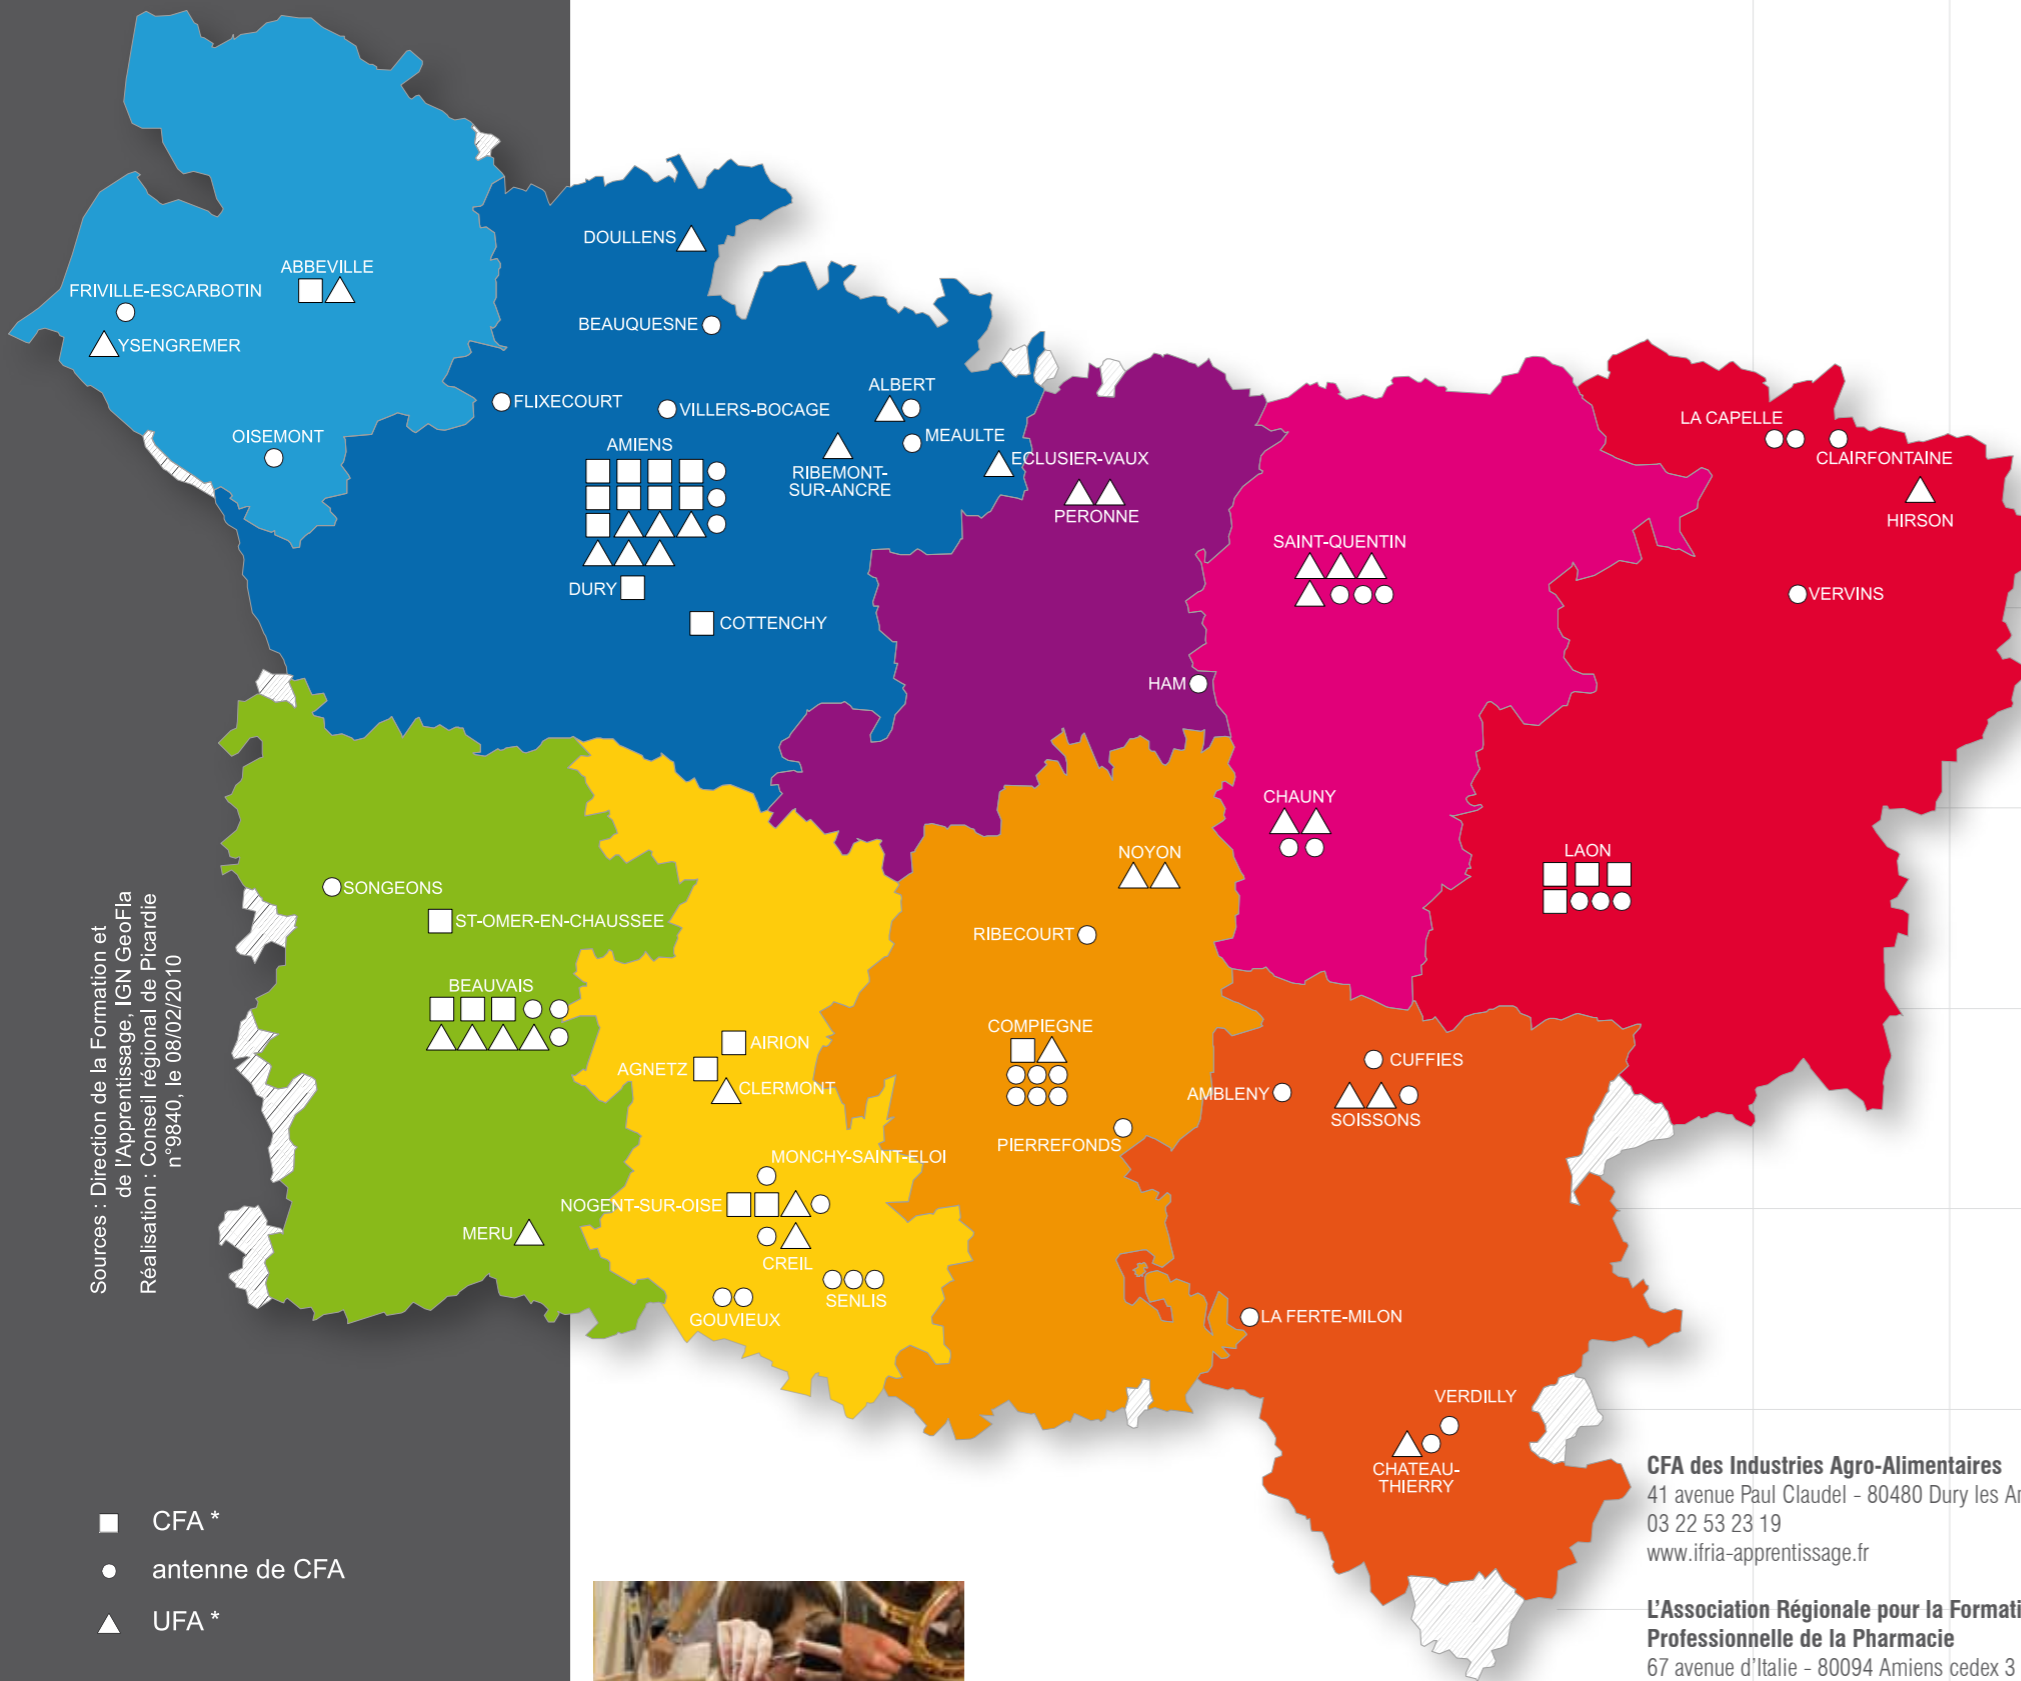 DOULLENS
ABBEVILLE
FRIVILLE-ESCARBOTIN
YSENGREMER
BEAUQUESNE
ALBERT
FLIXECOURT
VILLERS-BOCAGE
OISEMONT
MEAULTE
AMIENS
ECLUSIER-VAUX
RIBEMONT-
SUR-ANCRE
PERONNE
LA CAPELLE
CLAIRFONTAINE
HIRSON
SAINT-QUENTIN
DURY
VERVINS
COTTENCHY
HAM
CHAUNY
NOYON
LAON
SONGEONS
ST-OMER-EN-CHAUSSEE
RIBECOURT
BEAUVAIS
COMPIEGNE
AIRION
AGNETZ
CLERMONT
CUFFIES
AMBLENY
SOISSONS
PIERREFONDS
MONCHY-SAINT-ELOI
NOGENT-SUR-OISE
MERU
CREIL
SENLIS
GOUVIEUX
LA FERTE-MILON
VERDILLY
CHATEAU-
THIERRY
Sources : Direction de la Formation et
de l'Apprentissage, IGN GeoFla
Réalisation : Conseil régional de Picardie
n°9840, le 08/02/2010
CFA *
antenne de CFA
UFA *
CFA des Industries Agro-Alimentaires
41 avenue Paul Claudel - 80480 Dury les
03 22 53 23 19
www.ifria-apprentissage.fr
L'Association Régionale pour la
Professionnelle de la Pharmacie
67 avenue d'Italie - 80094 Amiens cedex 3